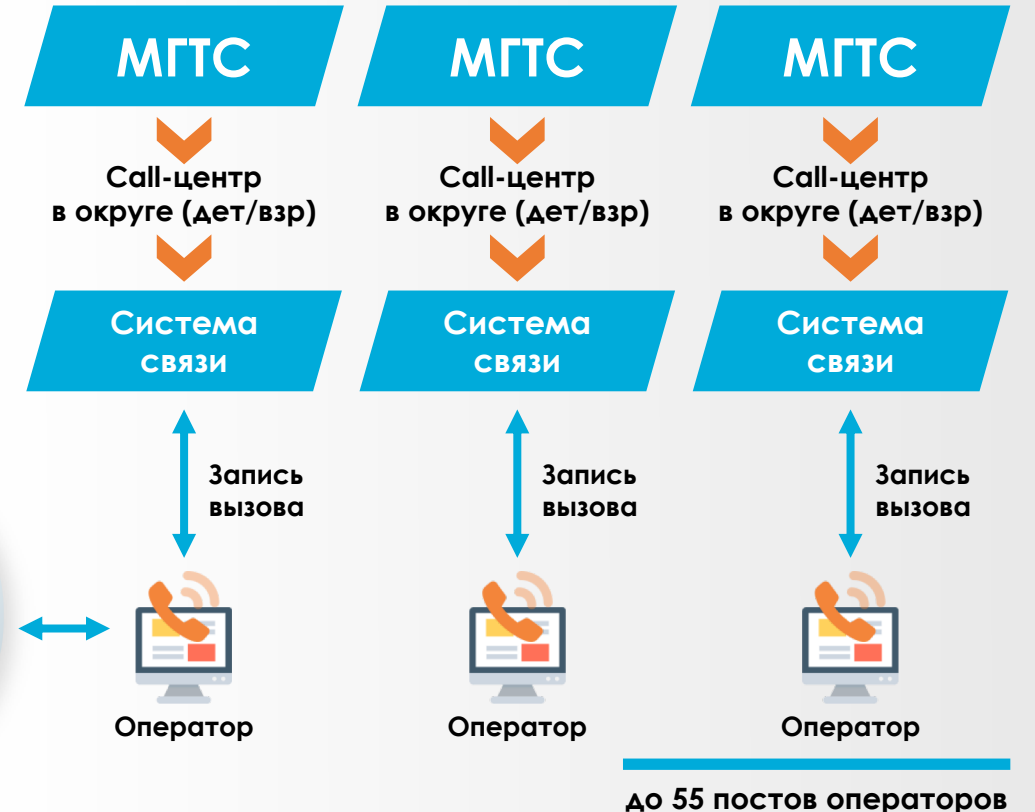 МГТС МГТС МГТС
Call-центр Call-центр Call-центр
в округе (дет/взр) в округе (дет/взр) в округе (дет/взр)
Система Система Система
связи связи связи
Запись Запись Запись
вызова вызова вызова
Оператор Оператор Оператор
до 55 постов операторов